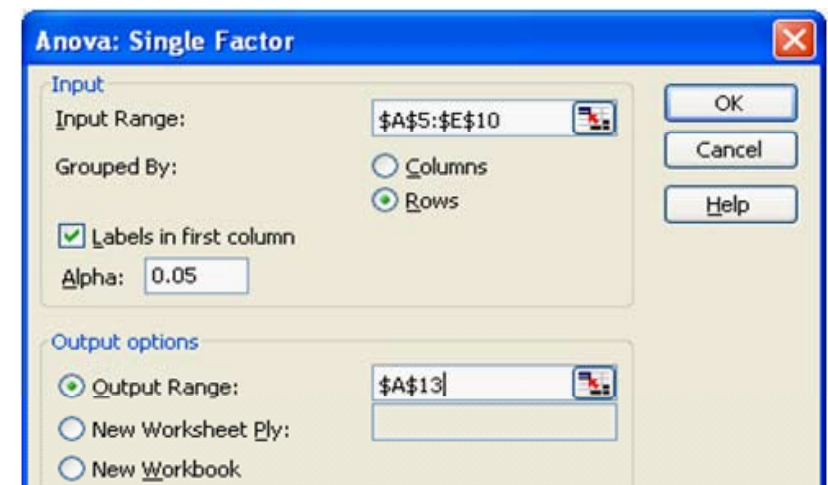 Anova: Single Factor
Input
Input Range: $A$5:$E$10
Grouped By: Columns
Rows
Labels in first column
Alpha: 0.05
OK
Cancel
Help
Output options
Output Range: $A$13
New Worksheet Ply:
New Workbook